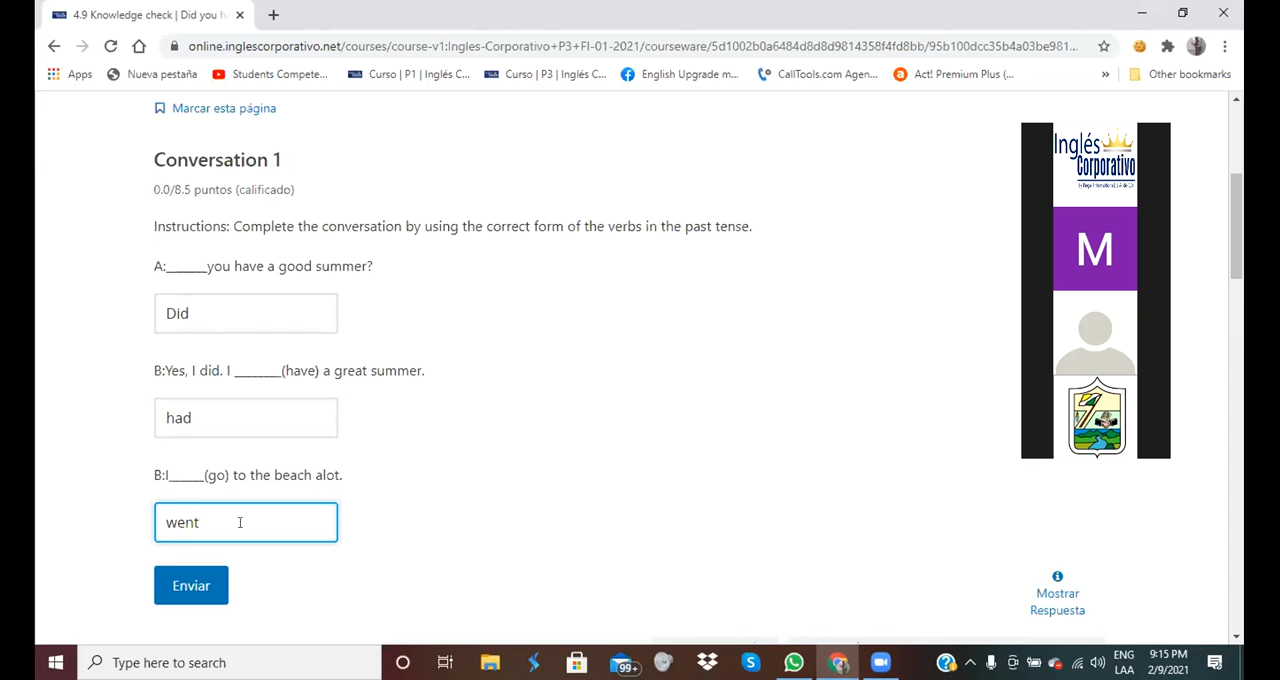 4.9 Knowledge check | Did you h
online.inglescorporativo.net/courses/course-v1:Ingles-Corporativo+P3+FI-01-2021/courseware/5d1002b0a6484d8d8d9814358f4fd8bb/95b100dcc35b4a03be981...
Apps Nueva pestaña Students Compete... Curso | P1 | Inglés C... Curso | P3 | Inglés C... English Upgrade m... CallTools.com Agen... Act! Premium Plus (... » Other bookmarks
Marcar esta página
Conversation 1
0.0/8.5 puntos (calificado)
Instructions: Complete the conversation by using the correct form of the verbs in the past tense.
A:_______you have a good summer?
Did
B:Yes, I did. I ________(have) a great summer.
had
B:I______(go) to the beach alot.
went
Enviar
Mostrar
Respuesta
Inglés
Corporativo
M
Type here to search
99+
ENG
LAA
9:15 PM
2/9/2021